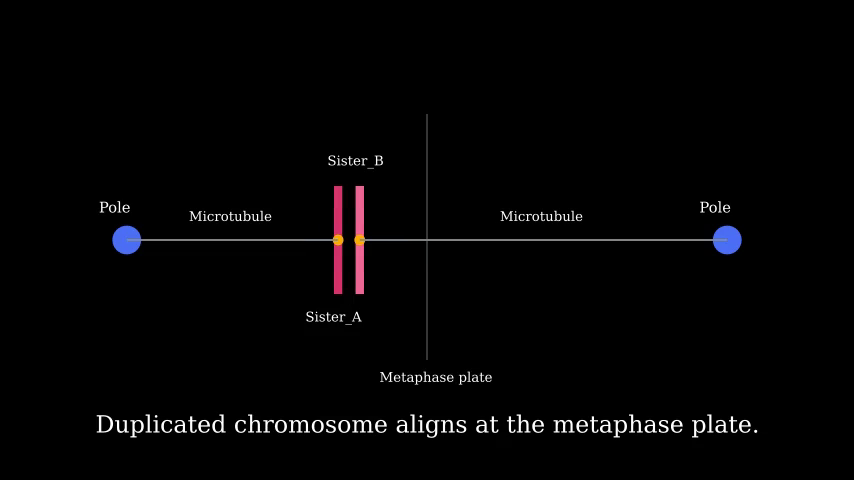 Sister_B
Pole
Microtubule
Microtubule
Pole
Sister_A
Metaphase plate
Duplicated chromosome aligns at the metaphase plate.